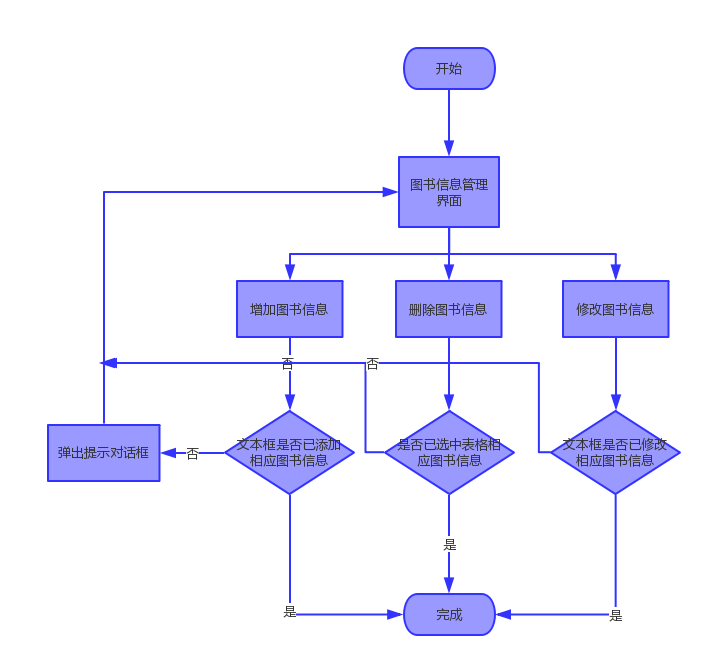 开始
图书信息管理
界面
增加图书信息
删除图书信息
修改图书信息
否
否
文本框是否已添加
相应图书信息
是否已选中表格相
应图书信息
文本框是否已修改
相应图书信息
弹出提示对话框
否
是
是
是
完成